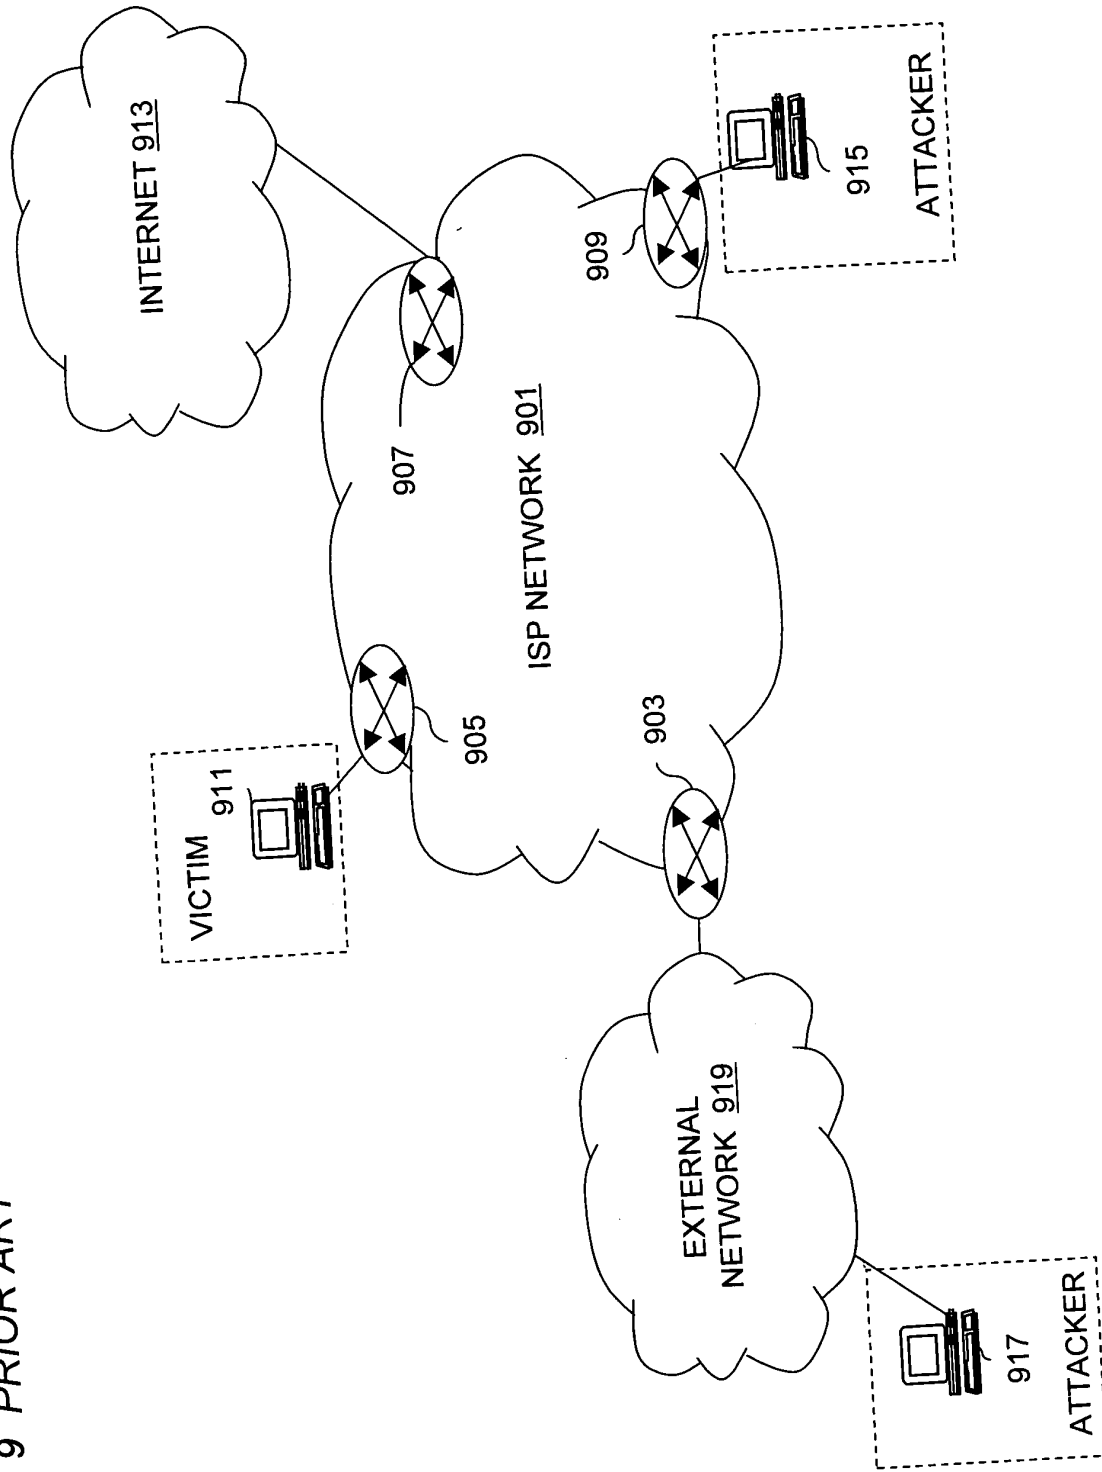 9 PRIOR ART
INTERNET 913
907
ISP NETWORK 901
909
915
ATTACKER
VICTIM
911
905
903
EXTERNAL
NETWORK 919
917
ATTACKER